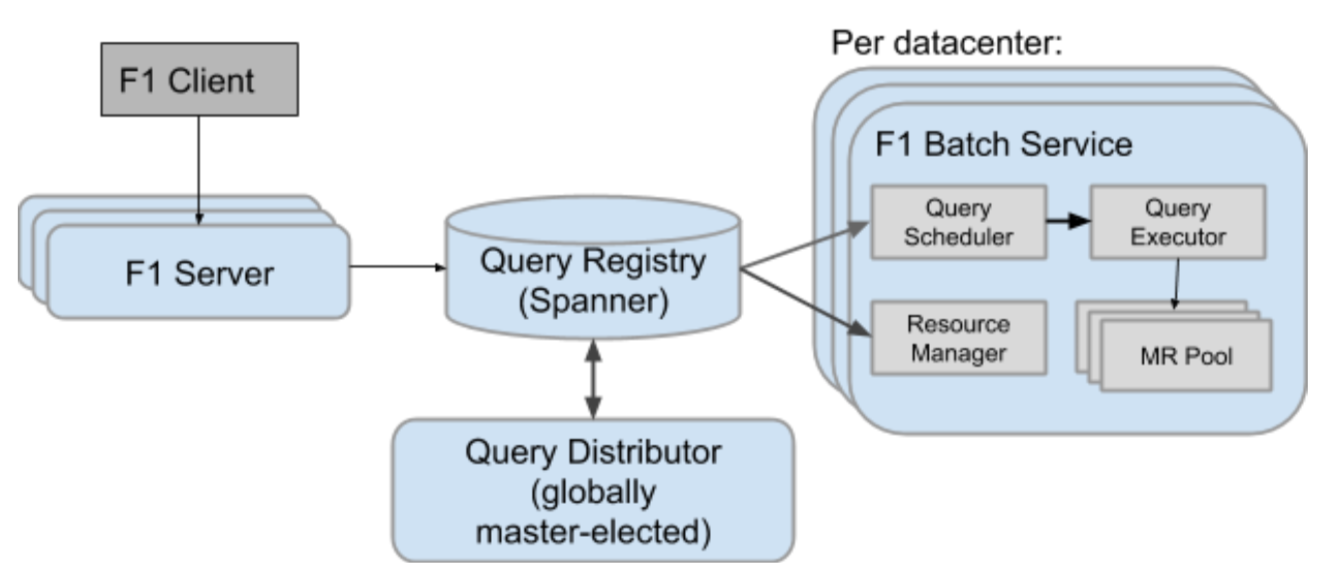 F1 Client
F1 Server
Query Registry
(Spanner)
Query Distributor
(globally
master-elected)
Per datacenter:
F1 Batch Service
Query
Scheduler
Query
Executor
Resource
Manager
MR Pool